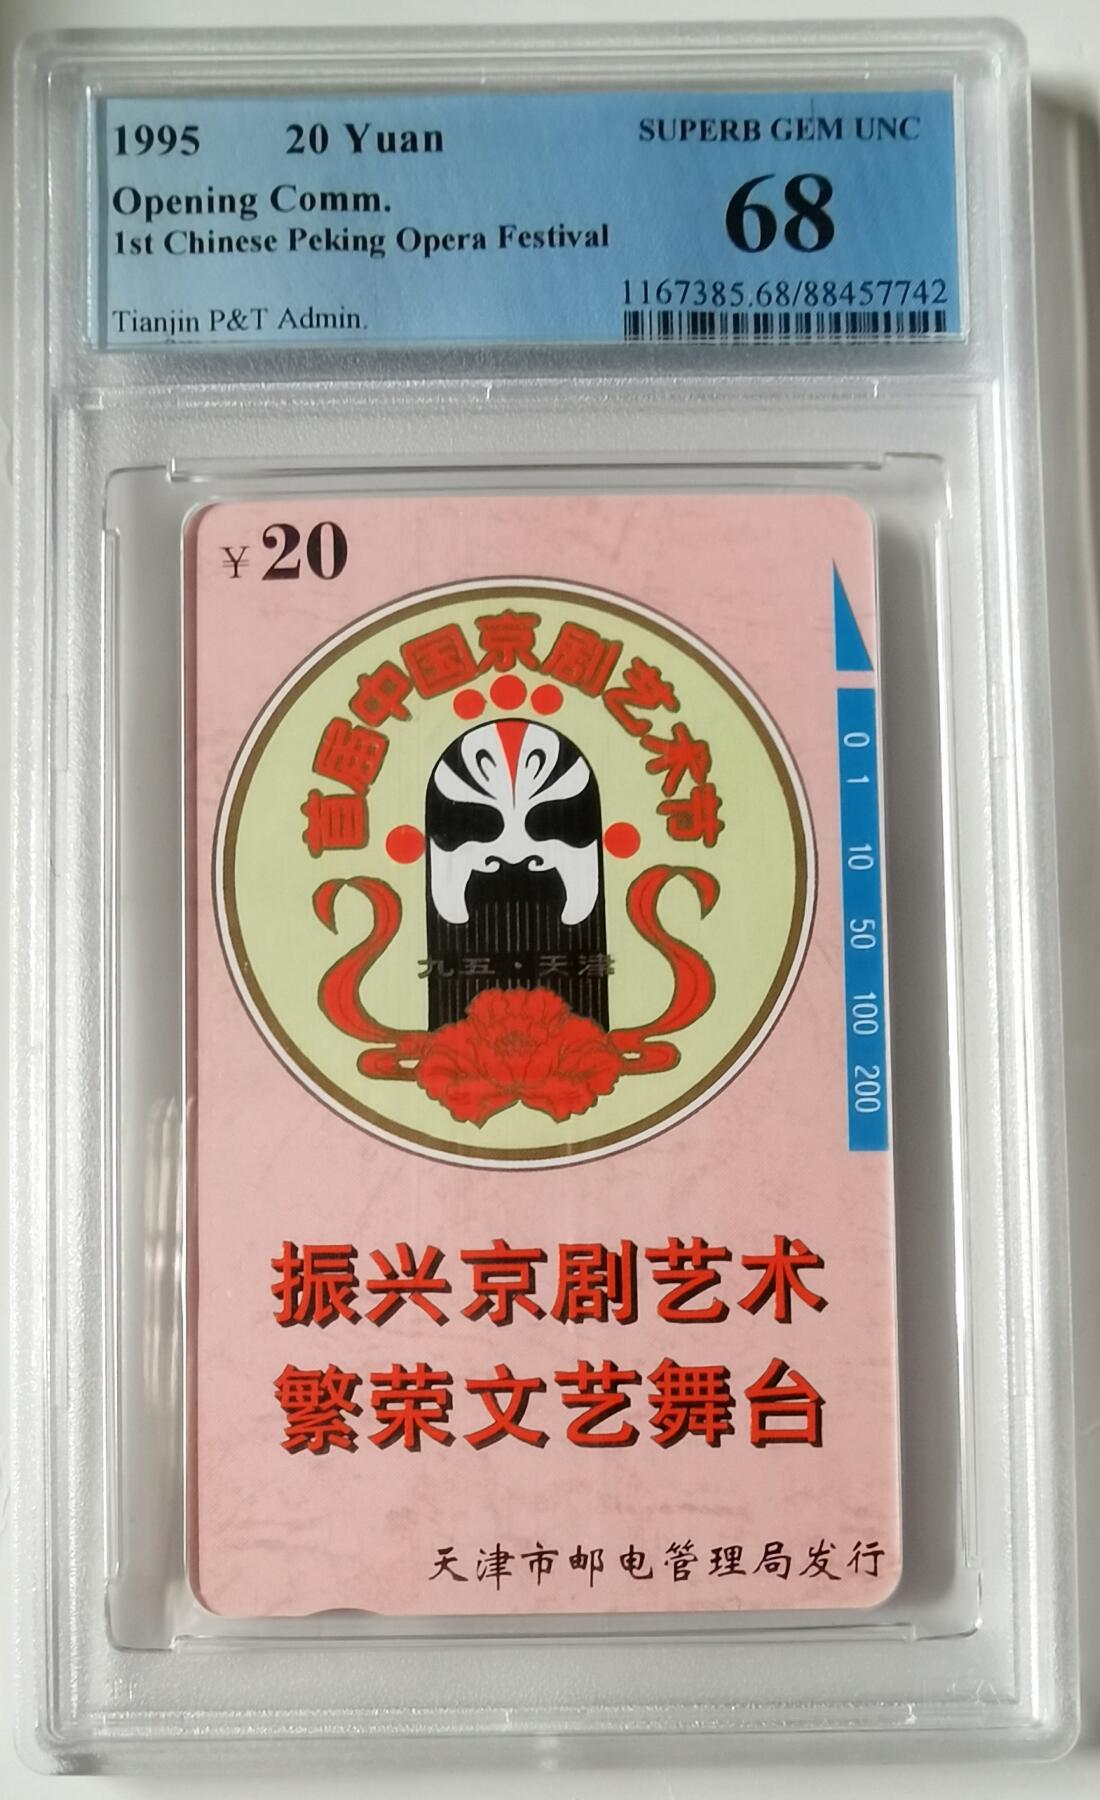 1995 20 Yuan
SUPERB GEM UNC
Opening Comm.
68
1st Chinese Peking Opera Festival
1167385.68/88457742
Tianjin P&T Admin.
¥20
首届中国京剧艺术节
九五·天津
0 1 10 50 100 200
振兴京剧艺术
繁荣文艺舞台
天津市邮电管理局发行